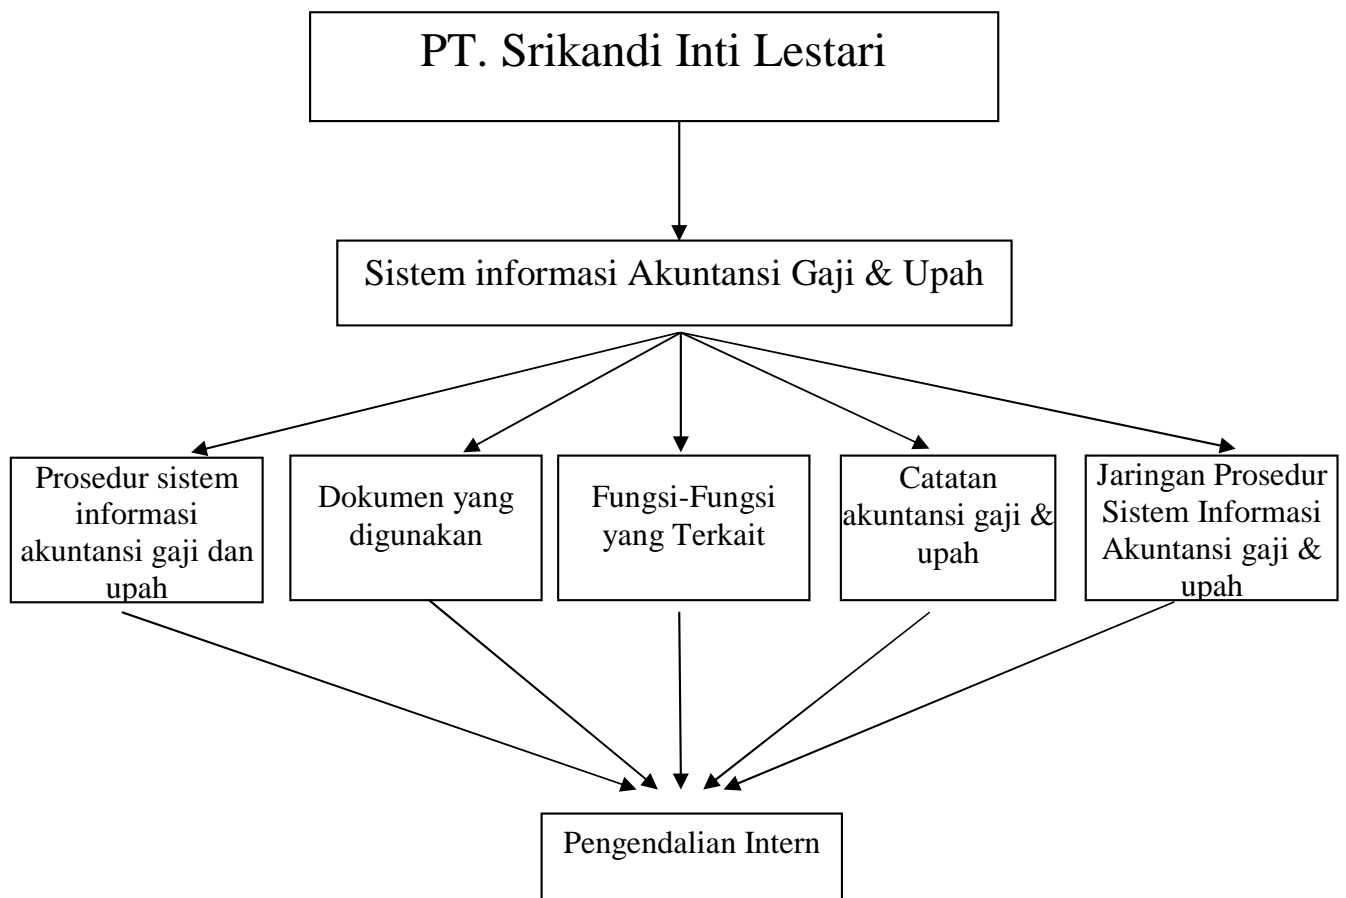 PT. Srikandi Inti Lestari
Sistem informasi Akuntansi Gaji & Upah
Prosedur sistem
informasi
akuntansi gaji dan
upah
Dokumen yang
digunakan
Fungsi-Fungsi
yang Terkait
Catatan
akuntansi gaji &
upah
Jaringan Prosedur
Sistem Informasi
Akuntansi gaji &
upah
Pengendalian Intern